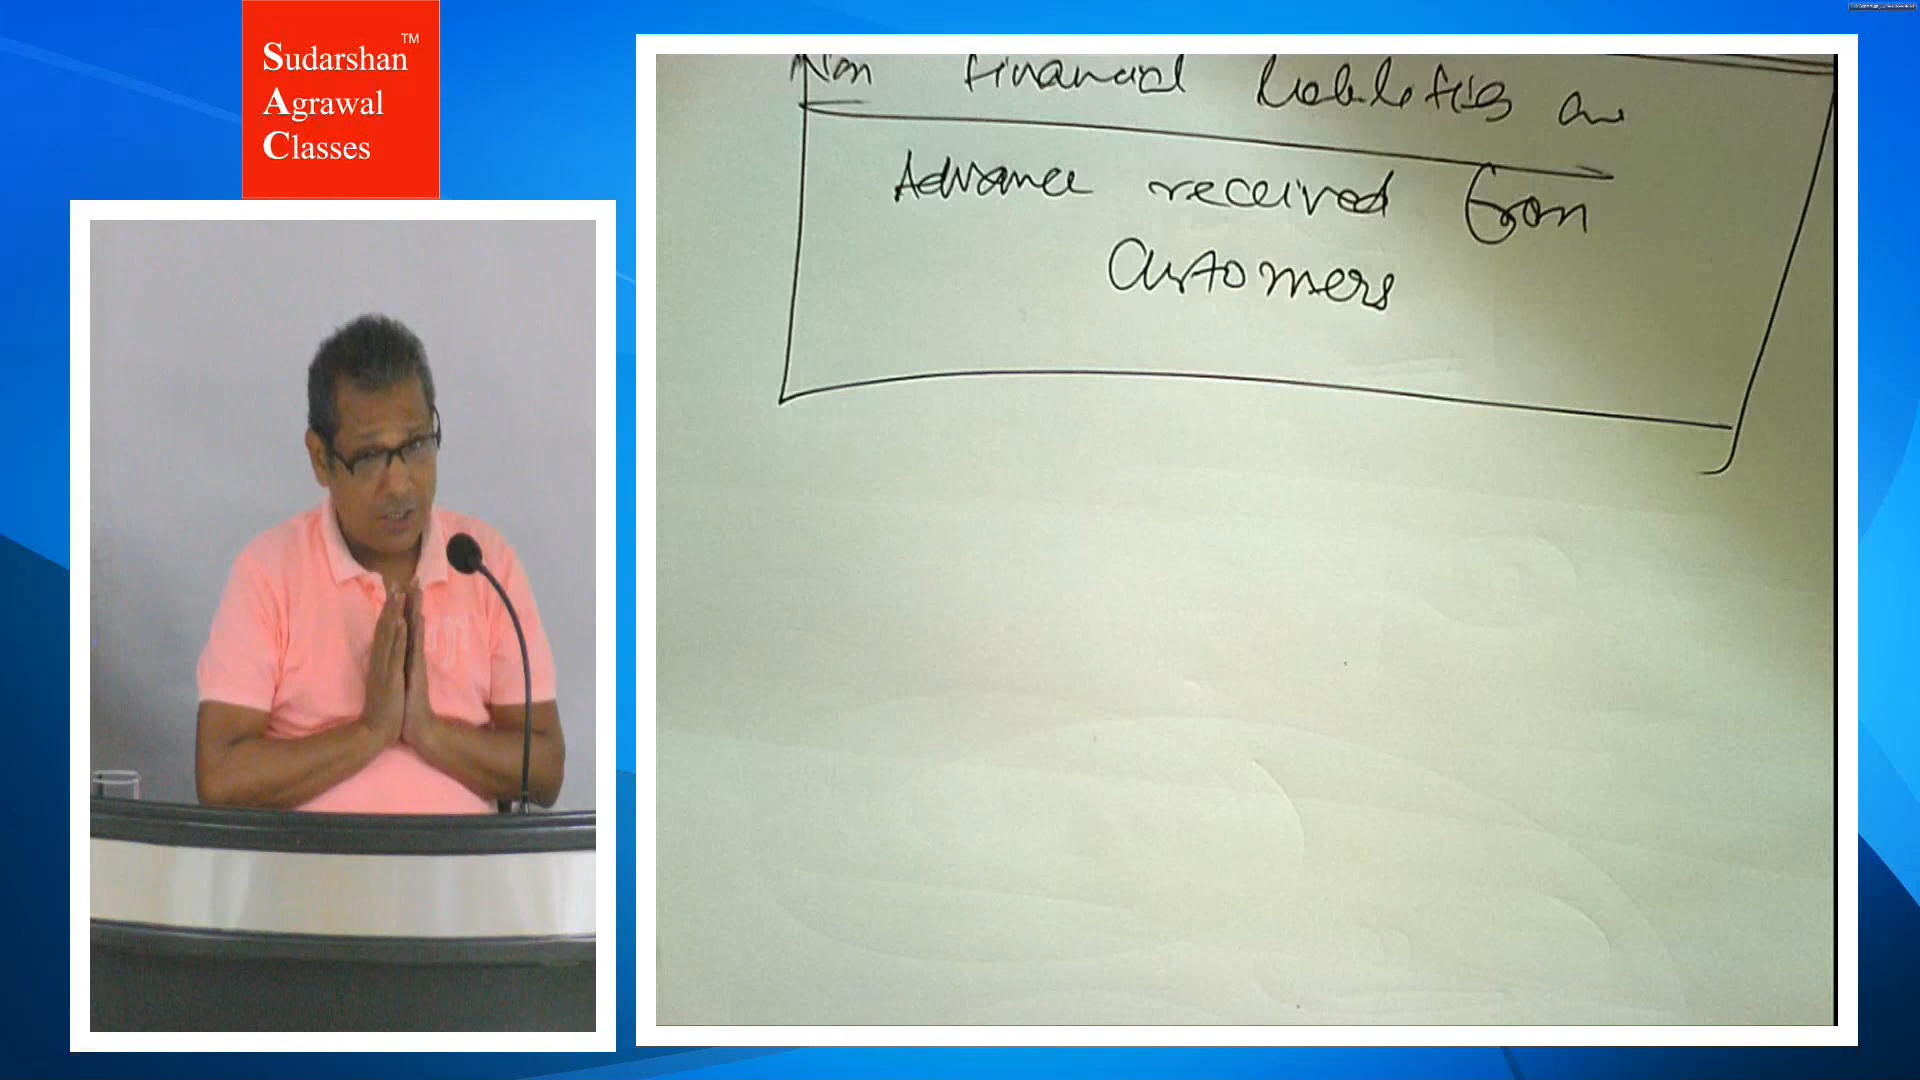 Sudarshan™
Agrawal
Classes
Non financial liabilities are
Advance received from
Customers